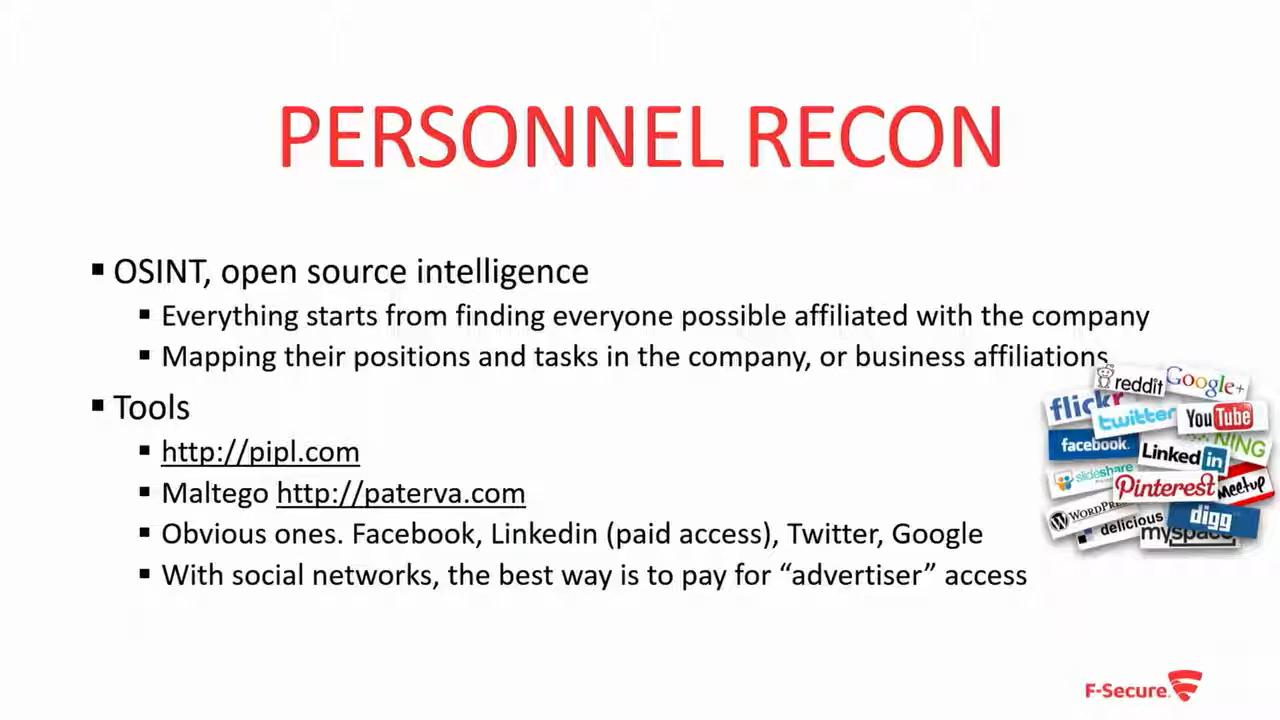 PERSONNEL RECON
▪ OSINT, open source intelligence
▪ Everything starts from finding everyone possible affiliated with the company
▪ Mapping their positions and tasks in the company, or business affiliations
▪ Tools
▪ http://pipl.com
▪ Maltego http://paterva.com
▪ Obvious ones. Facebook, Linkedin (paid access), Twitter, Google
▪ With social networks, the best way is to pay for “advertiser” access
reddit Google+
flickr
twitter YouTube
facebook. NING
Linked in
slideshare
Pinterest Meetup
WORDPRESS
delicious digg
myspace
F-Secure.